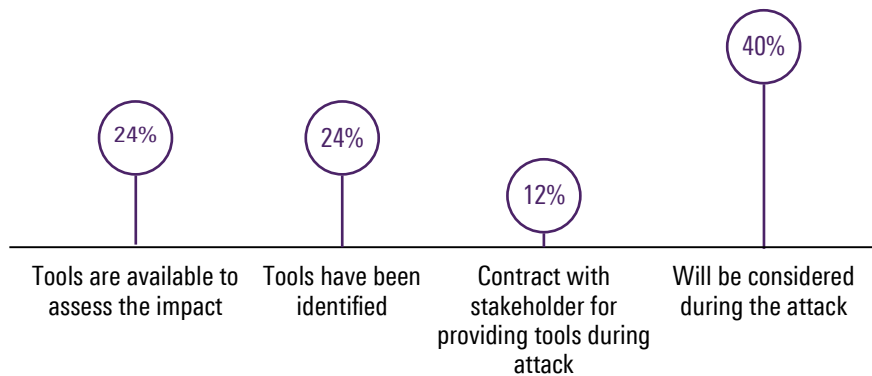 40%
24%
24%
12%
Tools are available to
assess the impact
Tools have been
identified
Contract with
stakeholder for
providing tools during
attack
Will be considered
during the attack